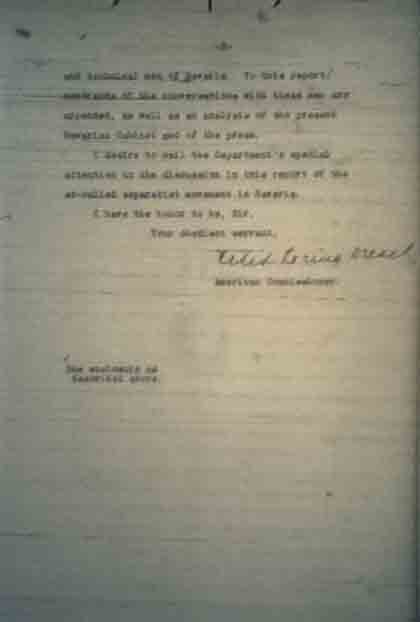 -2-
and technical men of Bavaria. To this report
memoranda of the conversations with these men are
attached, as well as an analysis of the present
Bavarian Cabinet and of the press.
I desire to call the Department's special
attention to the discussion in this report of the
so-called separatist movement in Bavaria.
I have the honor to be, Sir,
Your obedient servant,
Ellis Loring Dresel
American Commissioner.
One enclosure as
described above.